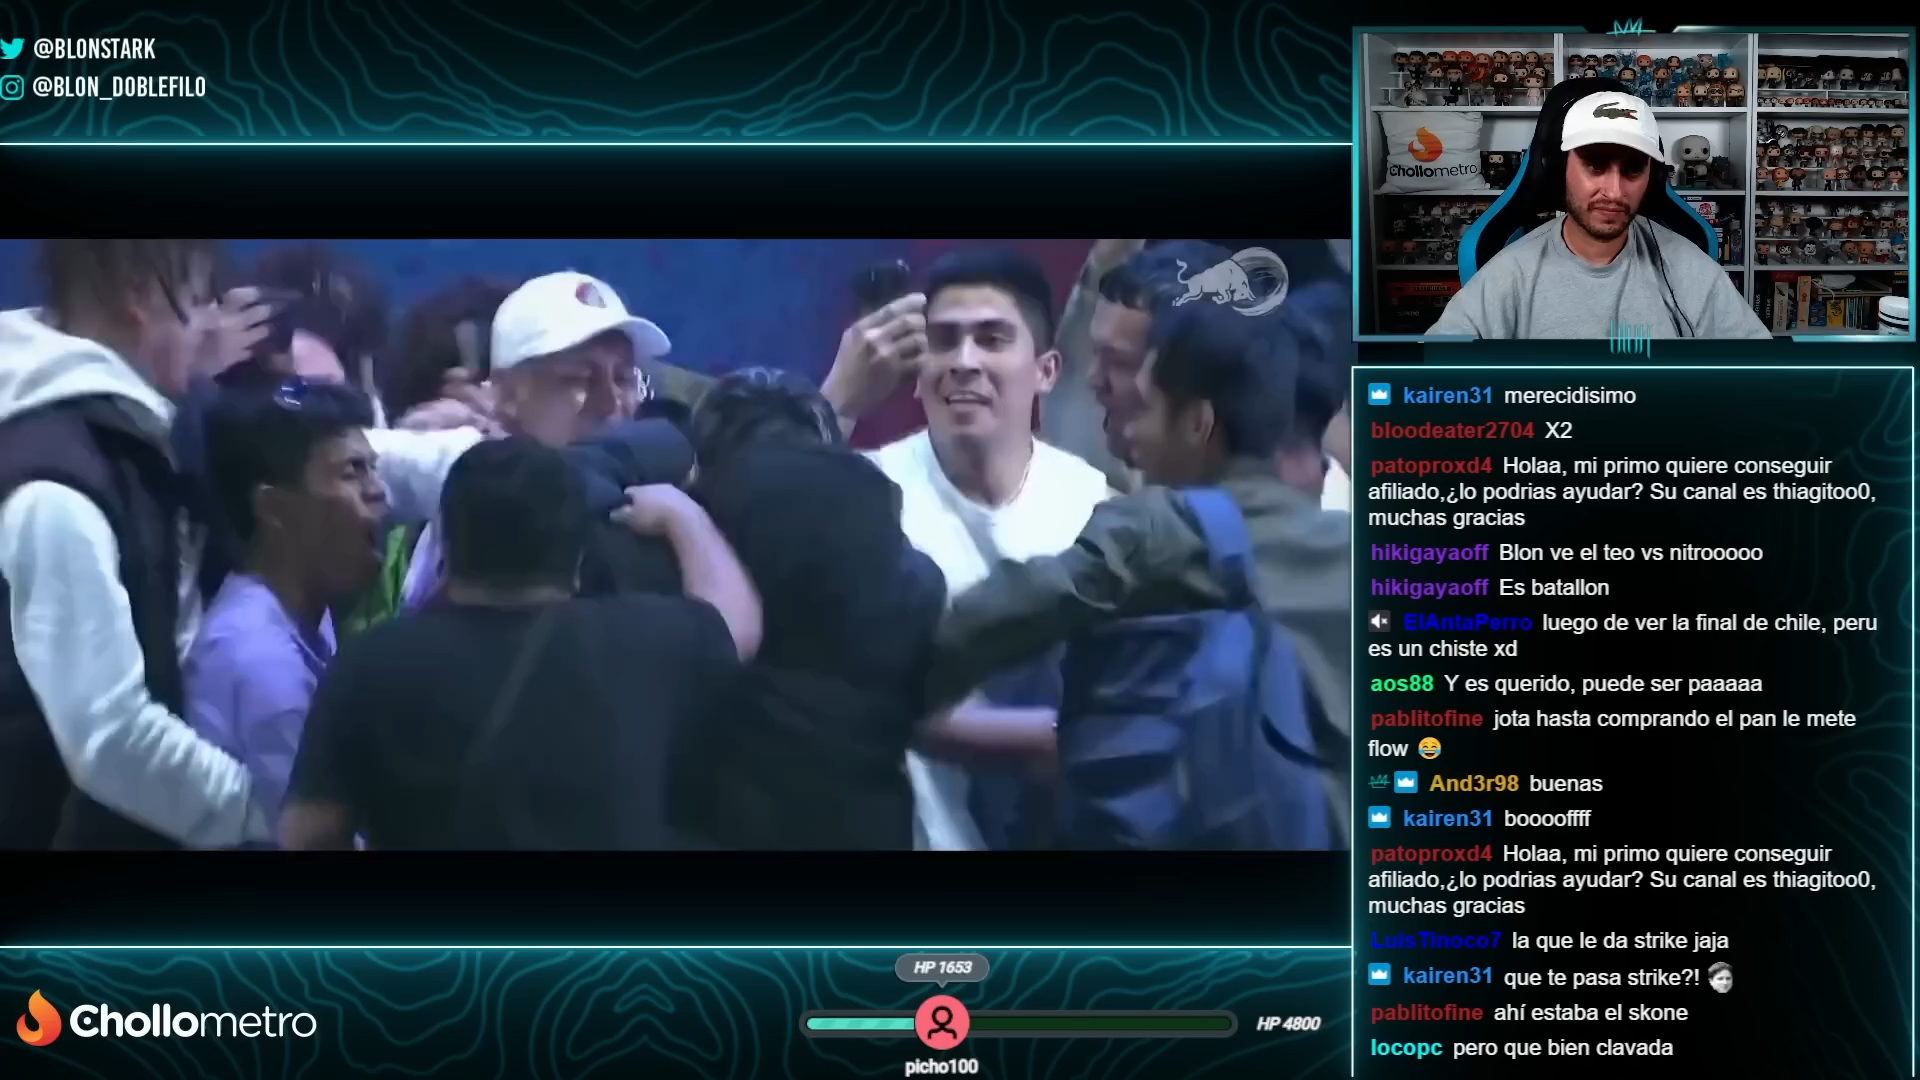 @BLONSTARK
@BLON_DOBLEFILO
Chollometro
kairen31 merecidisimo
bloodeater2704 X2
patoproxd4 Holaa, mi primo quiere conseguir
afiliado,¿lo podrias ayudar? Su canal es thiagitoo0,
muchas gracias
hikigayaoff Blon ve el teo vs nitrooooo
hikigayaoff Es batallon
ElAntaPerro luego de ver la final de chile, peru
es un chiste xd
aos88 Y es querido, puede ser paaaaa
pablitofine jota hasta comprando el pan le mete
flow 😂
And3r98 buenas
kairen31 booooffff
patoproxd4 Holaa, mi primo quiere conseguir
afiliado,¿lo podrias ayudar? Su canal es thiagitoo0,
muchas gracias
LuisTinoco7 la que le da strike jaja
kairen31 que te pasa strike?!
pablitofine ahí estaba el skone
locopc pero que bien clavada
Chollometro
HP 1653
HP 4800
picho100